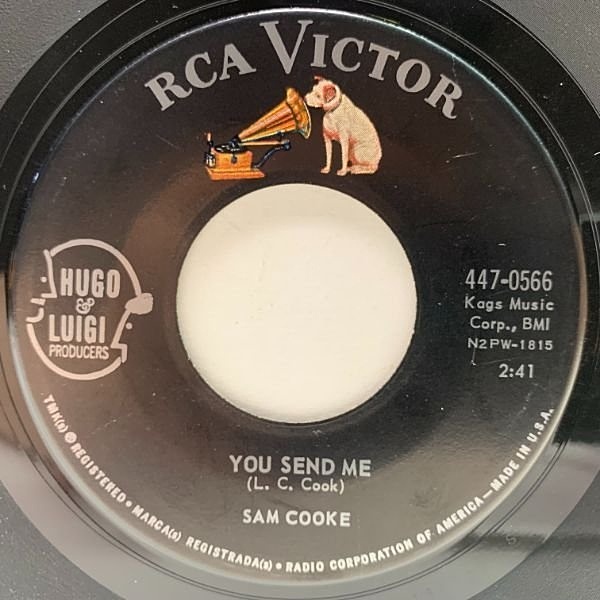 RCA VICTOR
HUGO
&
LUIGI
PRODUCERS
447-0566
Kags Music
Corp., BMI
N2PW-1815
2:41
YOU SEND ME
(L. C. Cook)
SAM COOKE
TMK(s) ® REGISTERED • MARCA(s) REGISTRADA(s) • RADIO CORPORATION OF AMERICA—MADE IN U.S.A.